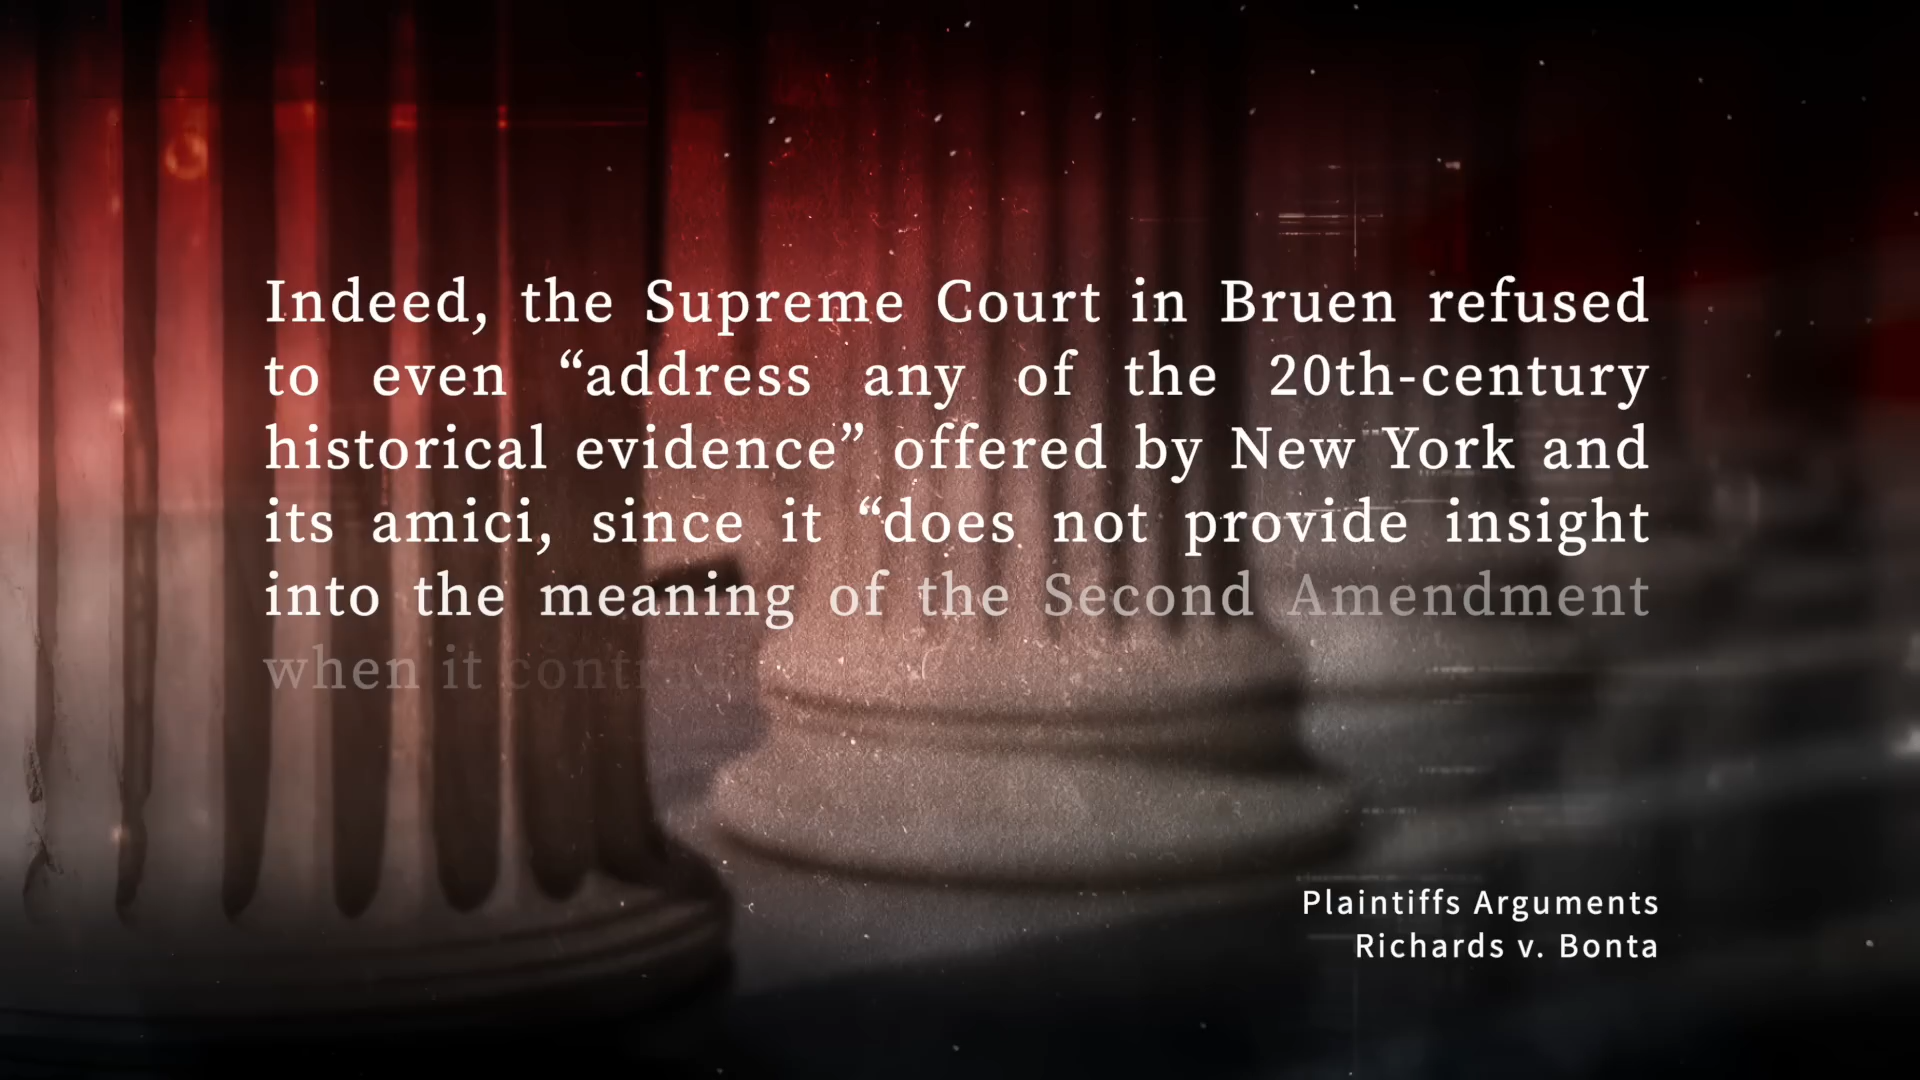 Indeed, the Supreme Court in Bruen refused
to even “address any of the 20th-century
historical evidence” offered by New York and
its amici, since it “does not provide insight
into the meaning of the Second Amendment
when it
Plaintiffs Arguments
Richards v. Bonta